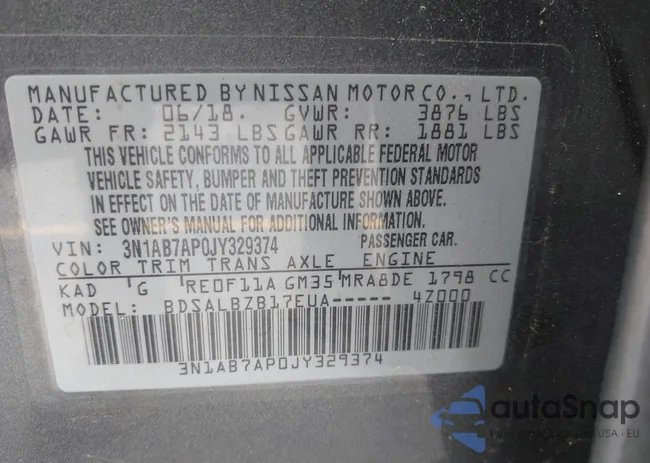 MANUFACTURED BY NISSAN MOTOR CO., LTD.
DATE: 06/18. GVWR: 3876 LBS
GAWR FR: 2143 LBS GAWR RR: 1881 LBS
THIS VEHICLE CONFORMS TO ALL APPLICABLE FEDERAL MOTOR
VEHICLE SAFETY, BUMPER AND THEFT PREVENTION STANDARDS
IN EFFECT ON THE DATE OF MANUFACTURE SHOWN ABOVE.
SEE OWNER'S MANUAL FOR ADDITIONAL INFORMATION
VIN: 3N1AB7AP0JY329374 PASSENGER CAR.
COLOR TRIM TRANS AXLE ENGINE
KAD G RE0F11A GM35 MRA8DE 1798 CC
MODEL: BDSALBZB17EUA----- 4Z000
3N1AB7AP0JY329374
autoSnap
USA • EU